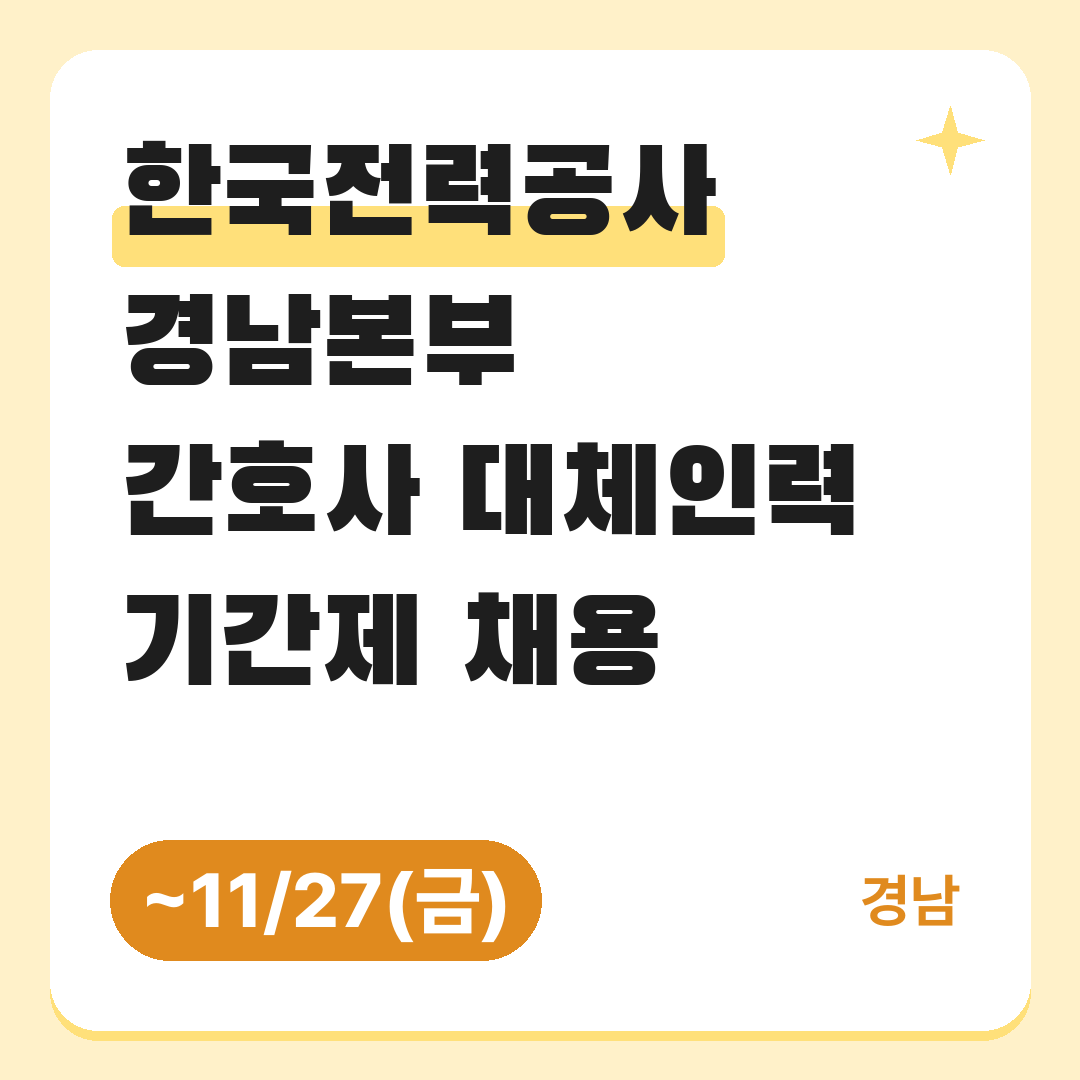 한국전력공사
경남본부
간호사 대체인력
기간제 채용
~11/27(금)
경남